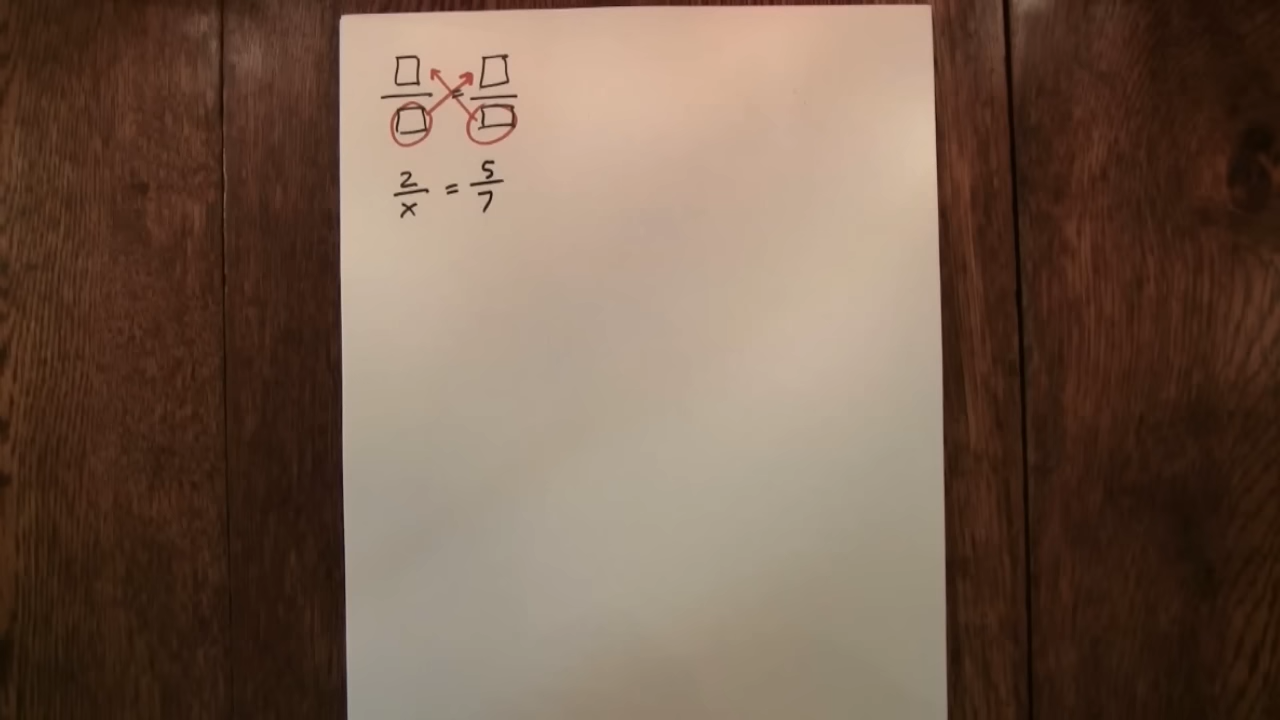 □/□ = □/□
2/x = 5/7